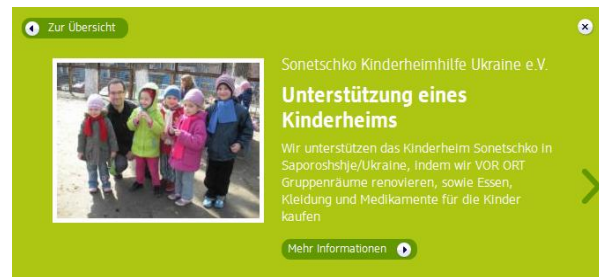 Zur Übersicht
Sonetschko Kinderheimhilfe Ukraine e.V.
Unterstützung eines
Kinderheims
Wir unterstützen das Kinderheim Sonetschko in
Saporoshshje/Ukraine, indem wir VOR ORT
Gruppenräume renovieren, sowie Essen,
Kleidung und Medikamente für die Kinder
kaufen
Mehr Informationen